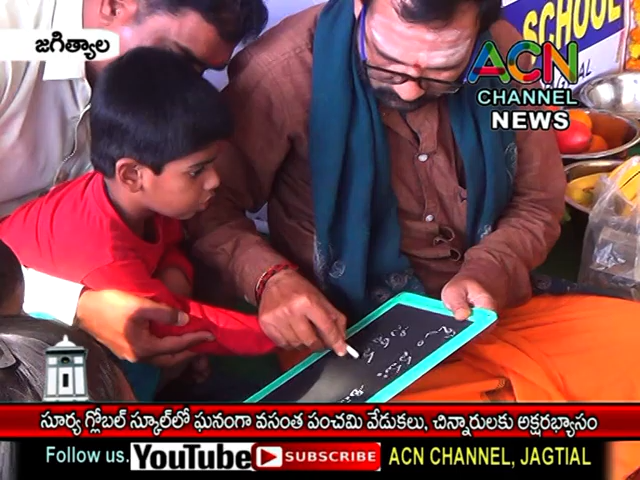 జగిత్యాల
SCHOOL
ACN
CHANNEL
NEWS
సూర్య గ్లోబల్ స్కూల్‌లో ఘనంగా వసంత పంచమి వేడుకలు, చిన్నారులకు అక్షరభ్యాసం
Follow us. YouTube SUBSCRIBE ACN CHANNEL, JAGTIAL